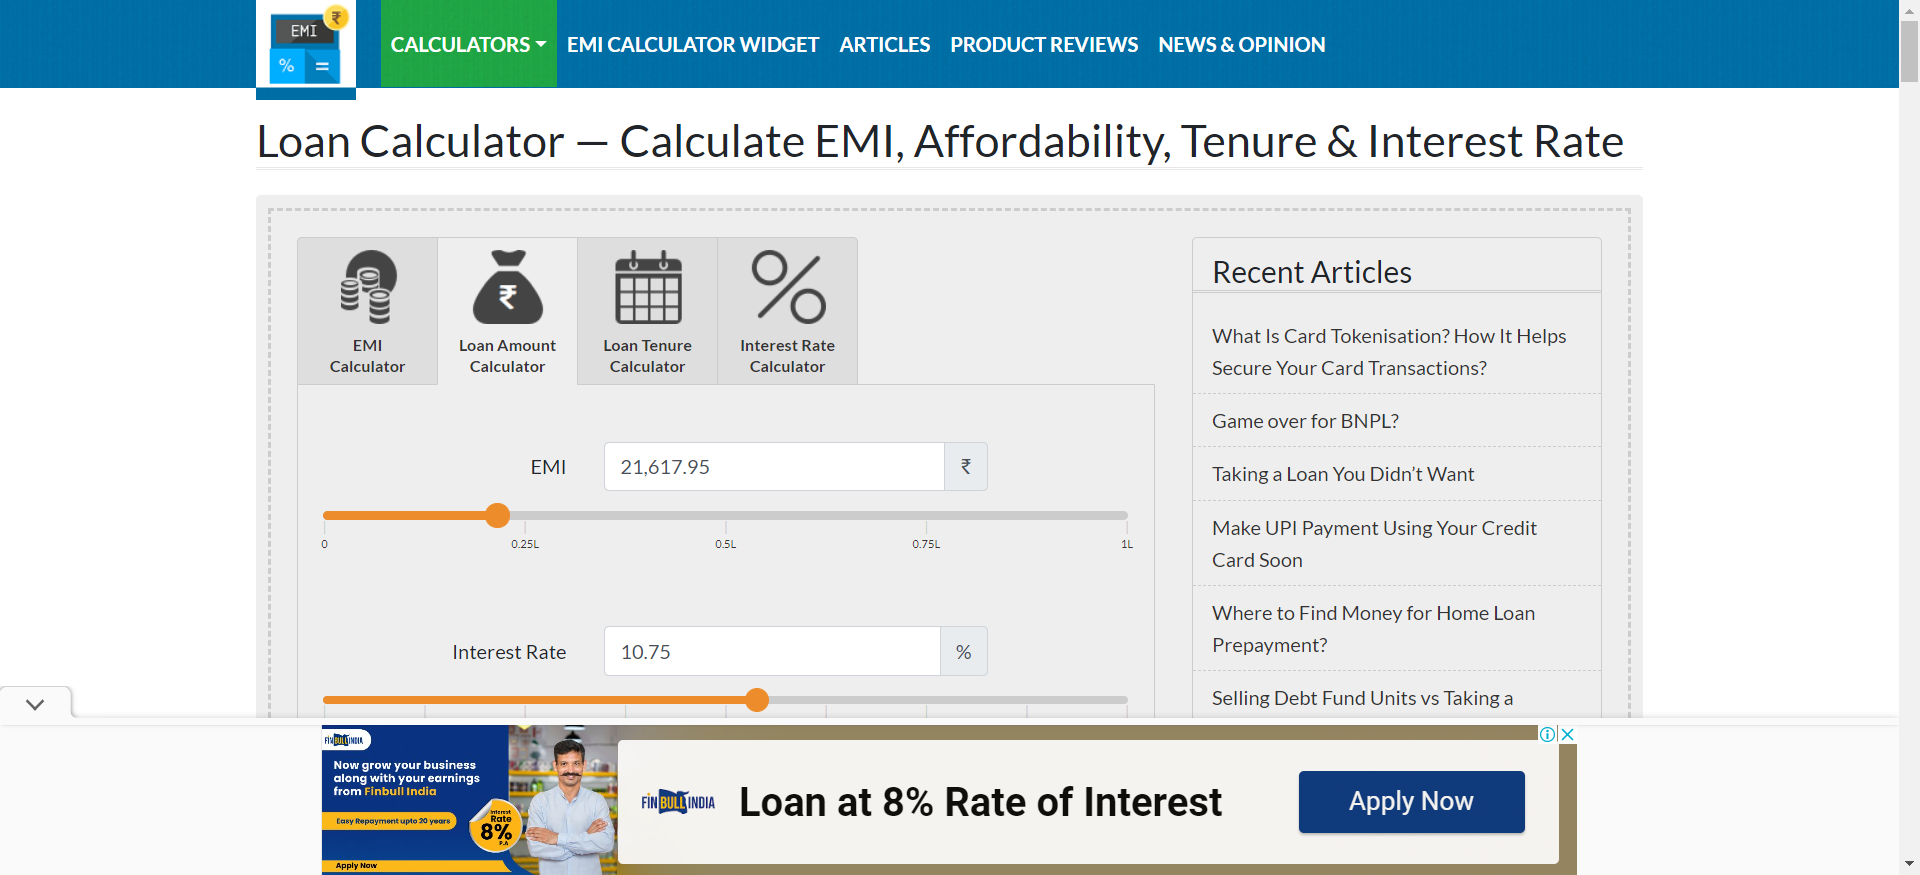 EMI
₹
%
=
CALCULATORS
EMI CALCULATOR WIDGET
ARTICLES
PRODUCT REVIEWS
NEWS & OPINION
Loan Calculator — Calculate EMI, Affordability, Tenure & Interest Rate
EMI
Calculator
₹
Loan Amount
Calculator
Loan Tenure
Calculator
Interest Rate
Calculator
EMI
21,617.95
₹
0
0.25L
0.5L
0.75L
1L
Interest Rate
10.75
%
Recent Articles
What Is Card Tokenisation? How It Helps
Secure Your Card Transactions?
Game over for BNPL?
Taking a Loan You Didn’t Want
Make UPI Payment Using Your Credit
Card Soon
Where to Find Money for Home Loan
Prepayment?
Selling Debt Fund Units vs Taking a
FINBULLINDIA
Now grow your business
along with your earnings
from Finbull India
Easy Repayment upto 20 years
Interest
Rate
8%
P.A
Apply Now
FINBULLINDIA
Loan at 8% Rate of Interest
Apply Now